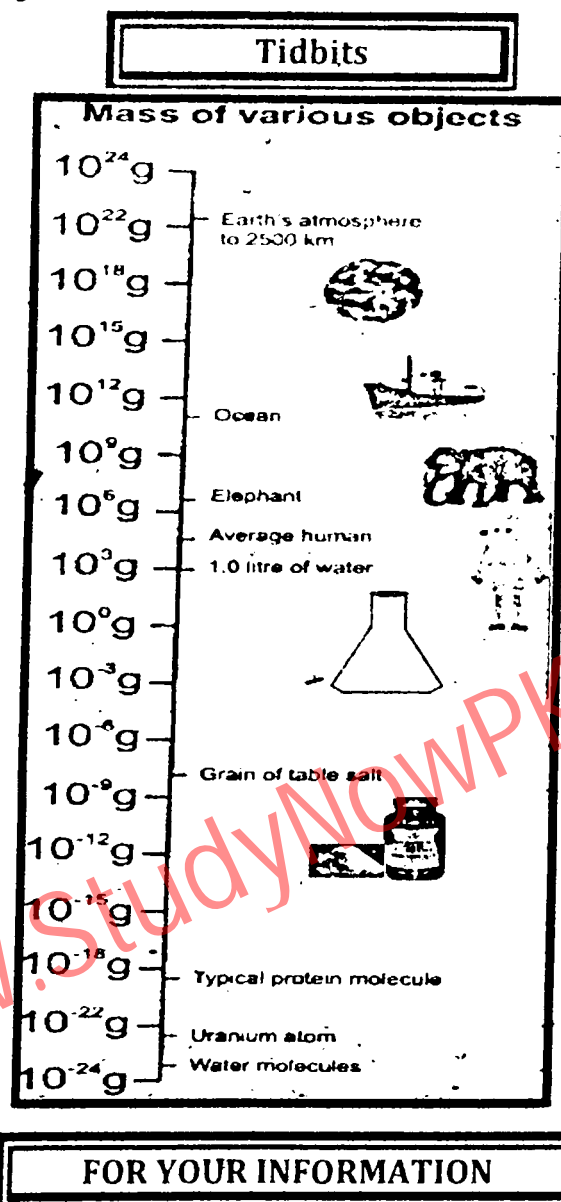 Tidbits
Mass of various objects
10²⁴g
10²² g
Earth's atmosphere
to 2500 km
10¹⁸g
10¹⁵g
10¹²g
Ocean
10⁹g
10⁶g
Elephant
Average human
10³g
1.0 litre of water
10⁰g
10⁻³g
10⁻⁶g
Grain of table salt
10⁻⁹g
10⁻¹²g
10⁻¹⁵g
10⁻¹⁸g
Typical protein molecule
10⁻²²g
Uranium atom
Water molecules
10⁻²⁴g
FOR YOUR INFORMATION
.StudyNowPK